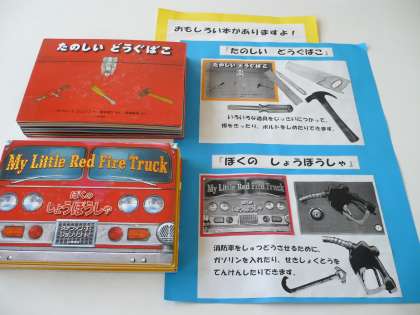 おもしろい本がありますよ！
たのしい どうぐばこ
My Little Red Fire Truck
ぼくの
しょうぼうしゃ
「たのしい どうぐばこ」
たのしい どうぐばこ
いろいろな道具をじっさいにつかって、
板をきったり、ボルトをしめたりできます。
「ぼくの しょうぼうしゃ」
My Little Red Fire Truck
消防車をしゅつどうさせるために、
ガソリンを入れたり、せきしょくとうを
てんけんしたりできます。